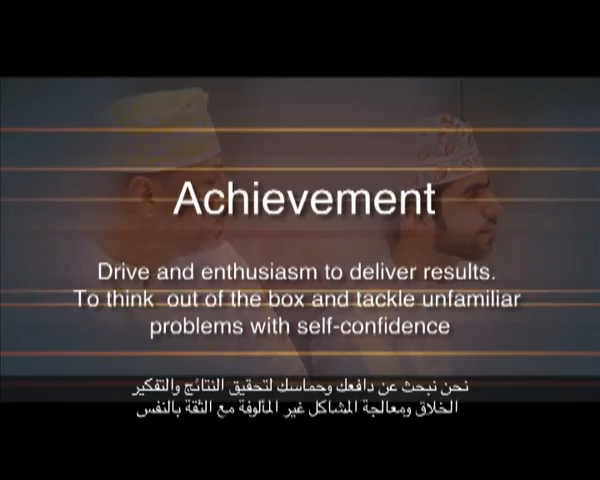 Achievement
Drive and enthusiasm to deliver results.
To think out of the box and tackle unfamiliar
problems with self-confidence
نحن نبحث عن دافعك وحماسك لتحقيق النتائج والتفكير
الخلاق ومعالجة المشاكل غير المألوفة مع الثقة بالنفس